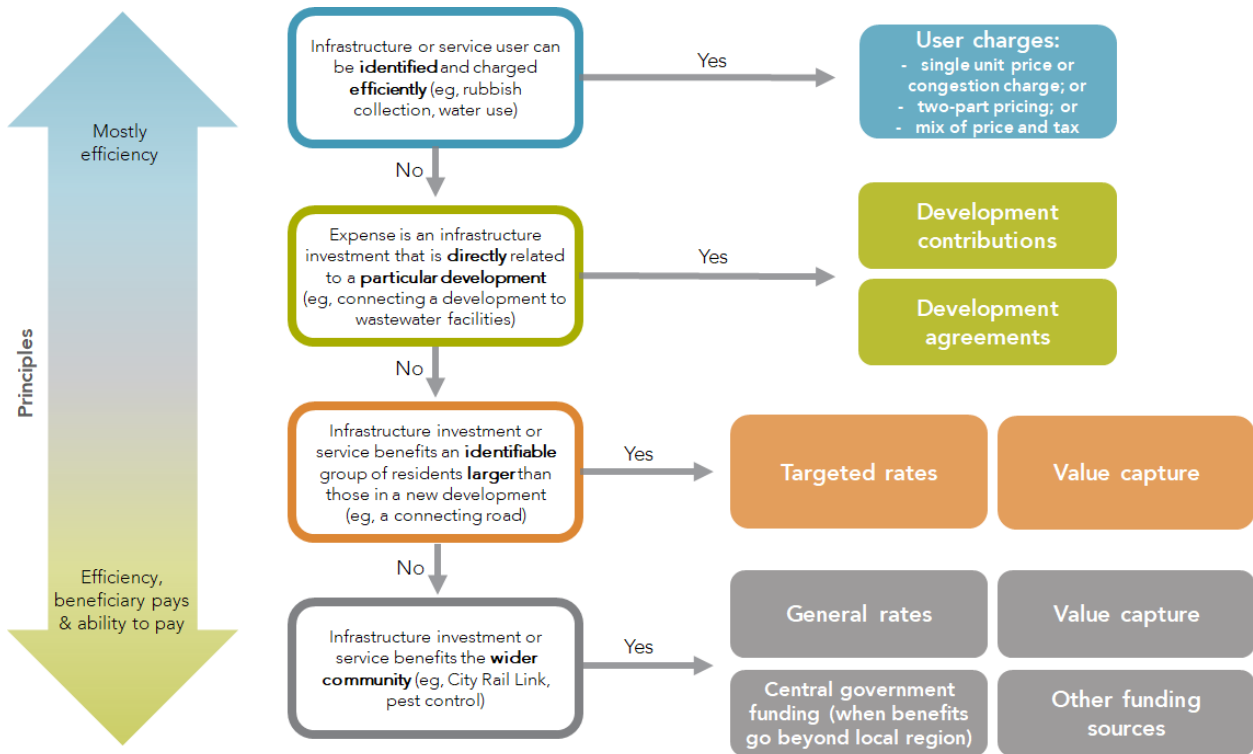 Principles
Mostly
efficiency
Efficiency,
beneficiary pays
& ability to pay
Infrastructure or service user can
be identified and charged
efficiently (eg, rubbish
collection, water use)
Yes
User charges:
- single unit price or
congestion charge; or
- two-part pricing; or
- mix of price and tax
No
Expense is an infrastructure
investment that is directly related
to a particular development
(eg, connecting a development to
wastewater facilities)
Yes
Development
contributions
Development
agreements
No
Infrastructure investment or
service benefits an identifiable
group of residents larger than
those in a new development
(eg, a connecting road)
Yes
Targeted rates
Value capture
No
Infrastructure investment or
service benefits the wider
community (eg, City Rail Link,
pest control)
Yes
General rates
Value capture
Central government
funding (when benefits
go beyond local region)
Other funding
sources